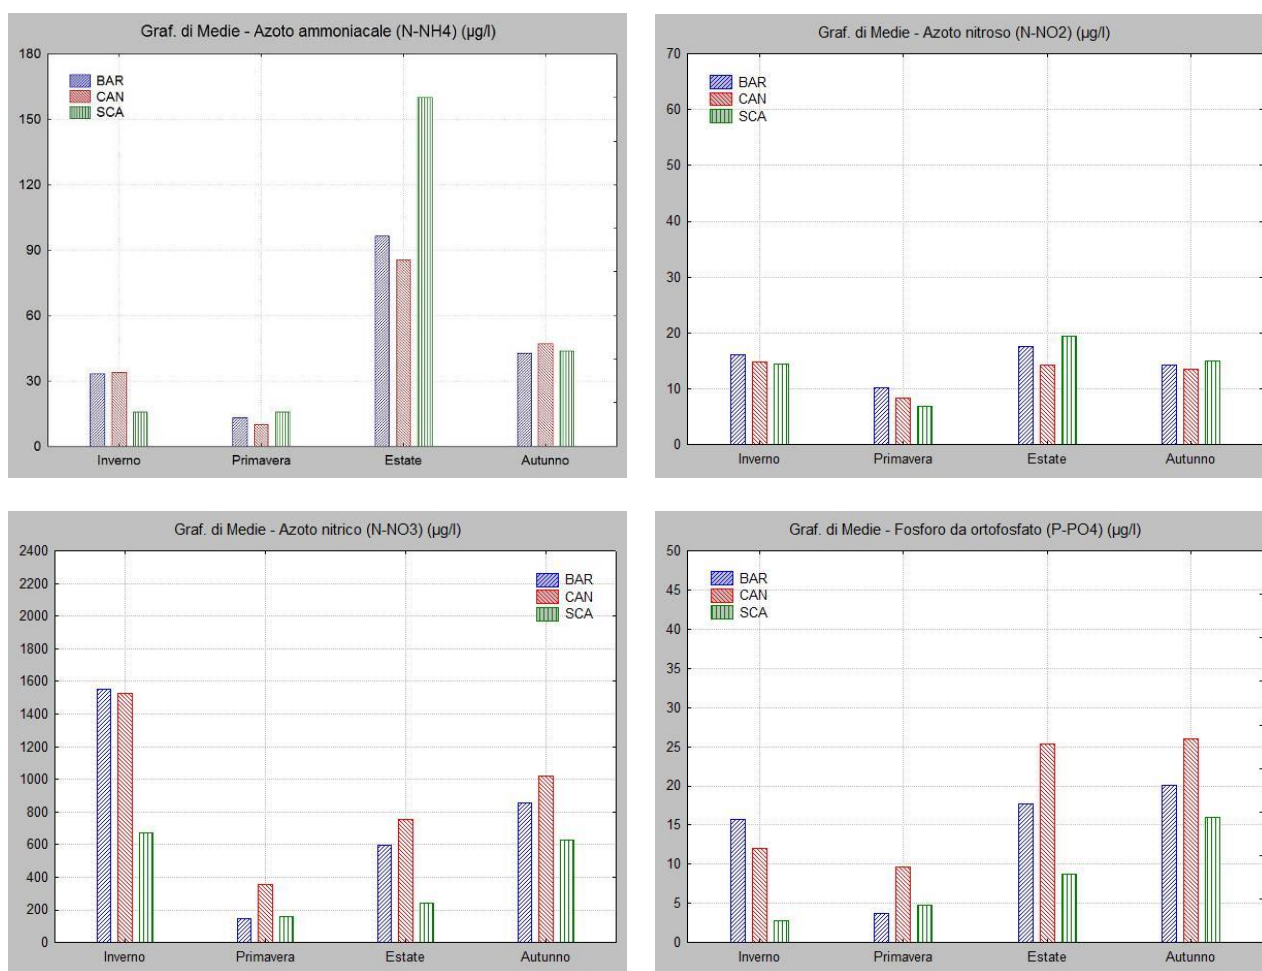 Graf. di Medie - Azoto ammoniacale (N-NH4) (µg/l)
180
150
120
90
60
30
0
BAR
CAN
SCA
Inverno Primavera Estate Autunno
Graf. di Medie - Azoto nitroso (N-NO2) (µg/l)
70
60
50
40
30
20
10
0
BAR
CAN
SCA
Inverno Primavera Estate Autunno
Graf. di Medie - Azoto nitrico (N-NO3) (µg/l)
2400
2200
2000
1800
1600
1400
1200
1000
800
600
400
200
0
BAR
CAN
SCA
Inverno Primavera Estate Autunno
Graf. di Medie - Fosforo da ortofosfato (P-PO4) (µg/l)
50
45
40
35
30
25
20
15
10
5
0
BAR
CAN
SCA
Inverno Primavera Estate Autunno